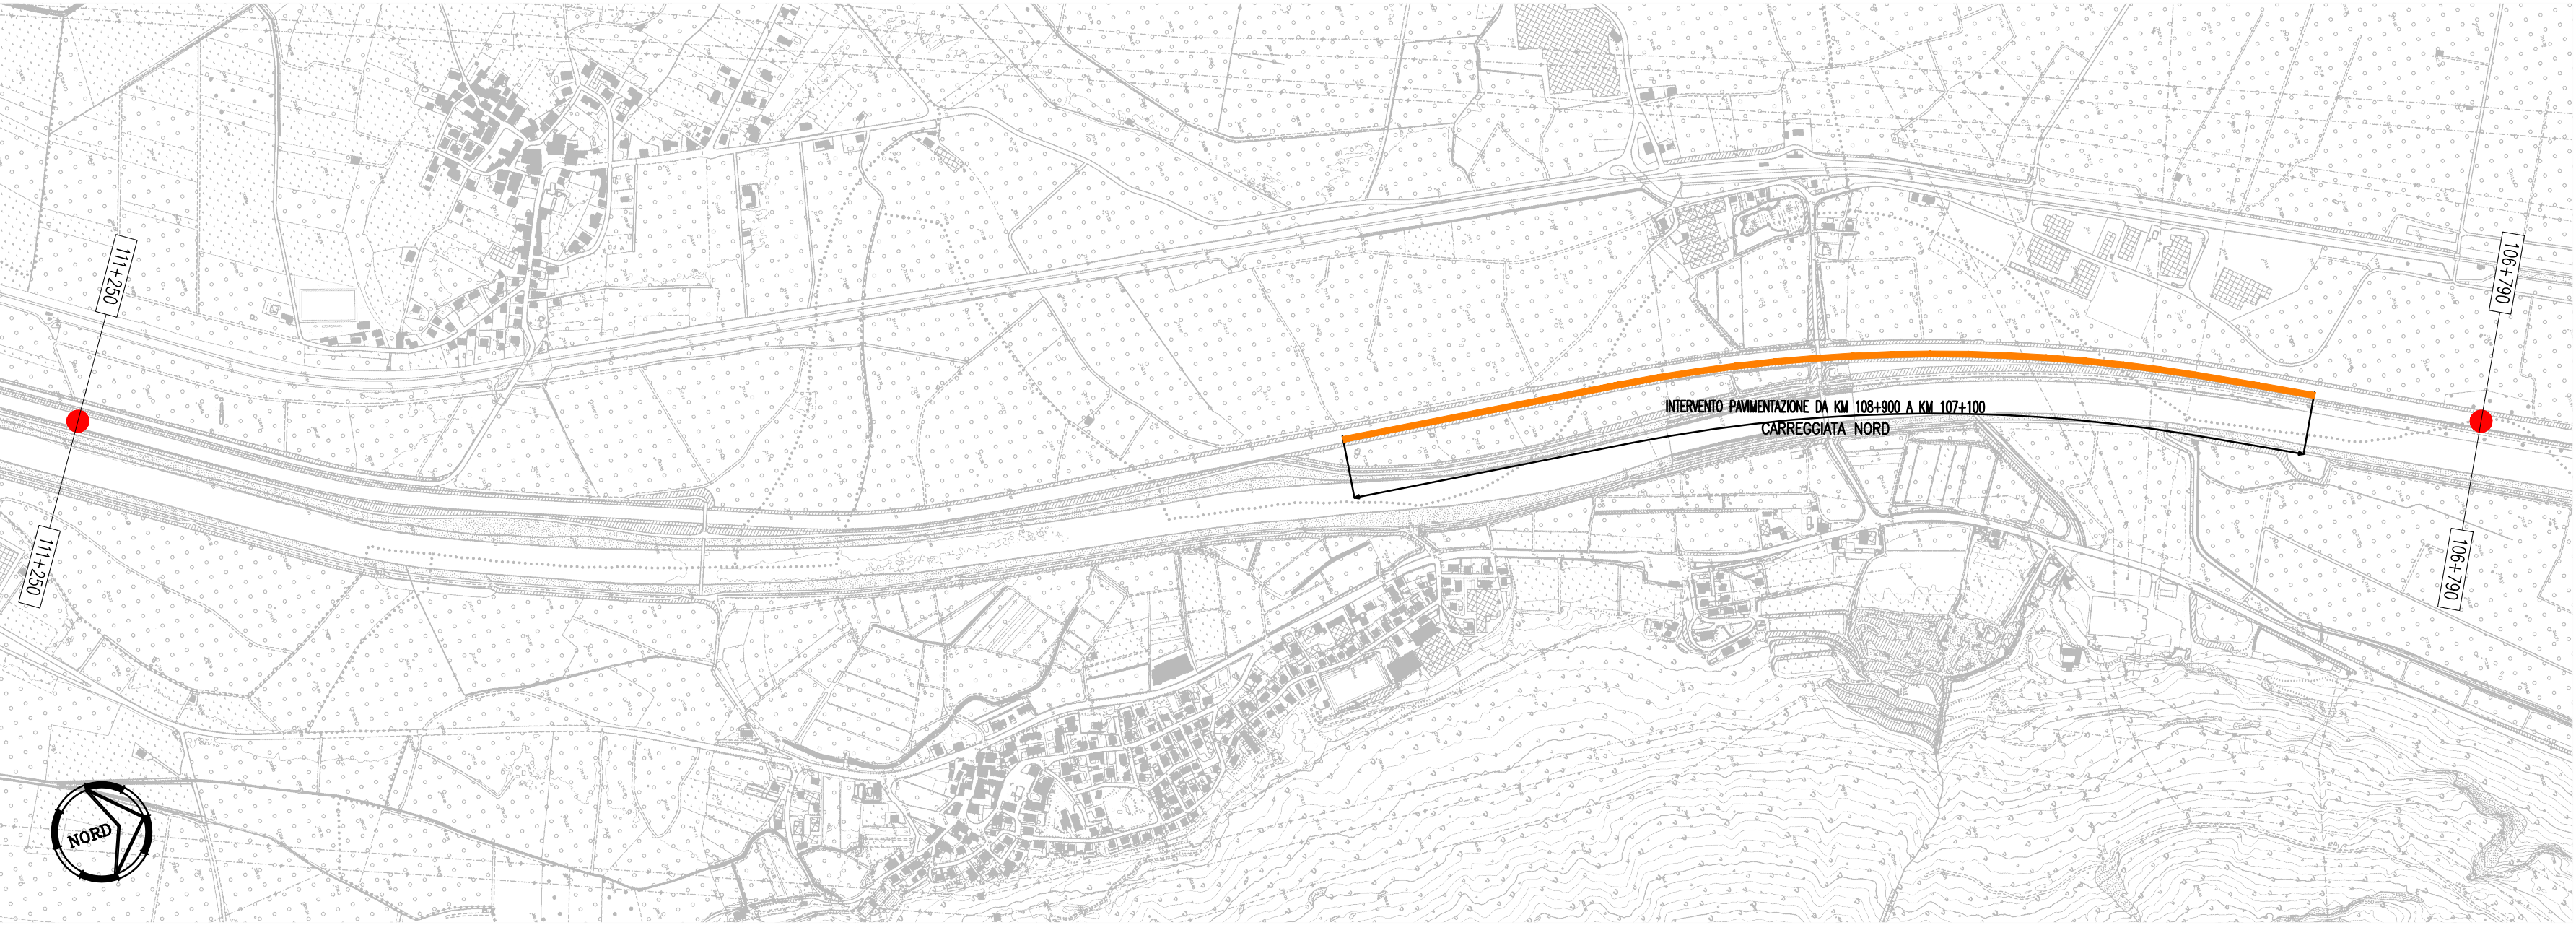 111+250
106+790
INTERVENTO PAVIMENTAZIONE DA KM 108+900 A KM 107+100
CARREGGIATA NORD
111+250
106+790
NORD